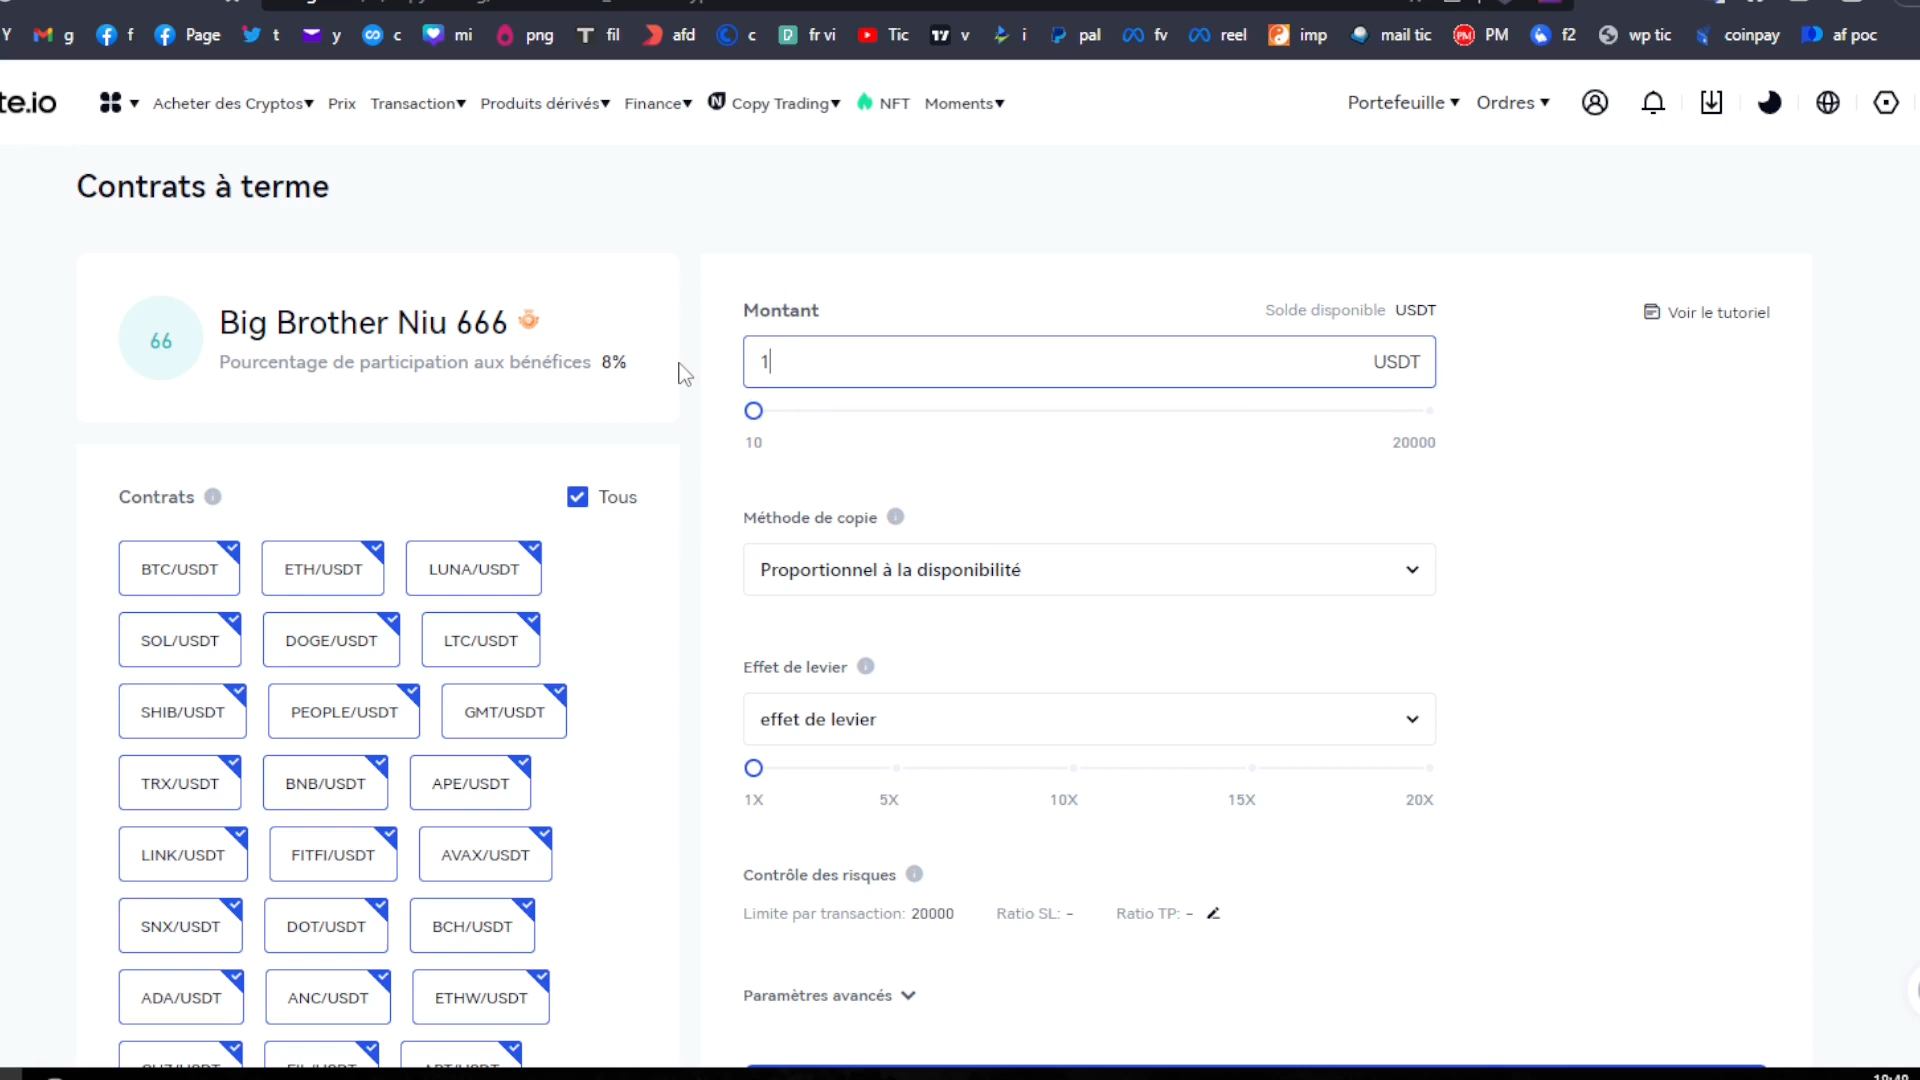 Y g f Page t y c mi png fil afd c fr vi Tic v i pal fv reel imp mail tic PM PM f2 wp tic coinpay af poc
te.io Acheter des Cryptos▼ Prix Transaction▼ Produits dérivés▼ Finance▼ Copy Trading▼ NFT Moments▼ Portefeuille ▼ Ordres ▼
Contrats à terme
66
Big Brother Niu 666
Pourcentage de participation aux bénéfices 8%
Contrats
Tous
BTC/USDT ETH/USDT LUNA/USDT
SOL/USDT DOGE/USDT LTC/USDT
SHIB/USDT PEOPLE/USDT GMT/USDT
TRX/USDT BNB/USDT APE/USDT
LINK/USDT FITFI/USDT AVAX/USDT
SNX/USDT DOT/USDT BCH/USDT
ADA/USDT ANC/USDT ETHW/USDT
Montant Solde disponible USDT
Voir le tutoriel
1 USDT
10 20000
Méthode de copie
Proportionnel à la disponibilité
Effet de levier
effet de levier
1X 5X 10X 15X 20X
Contrôle des risques
Limite par transaction: 20000 Ratio SL: - Ratio TP: -
Paramètres avancés